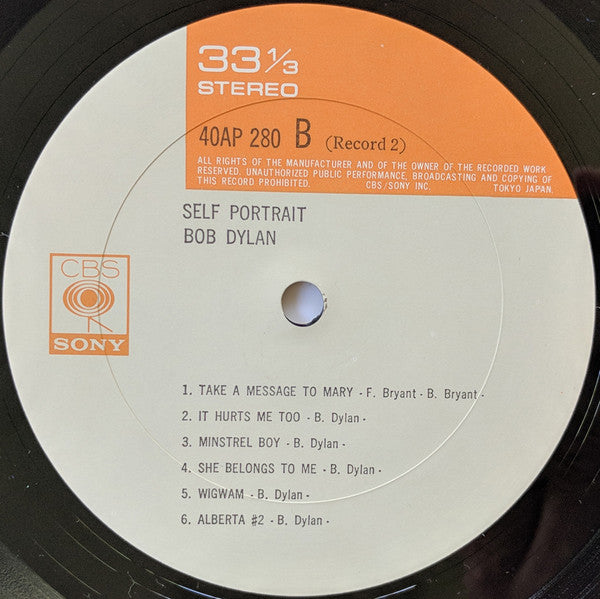 33 1/3
STEREO
40AP 280 B (Record 2)
ALL RIGHTS OF THE MANUFACTURER AND OF THE OWNER OF THE RECORDED WORK
RESERVED. UNAUTHORIZED PUBLIC PERFORMANCE, BROADCASTING AND COPYING OF
THIS RECORD PROHIBITED. CBS/SONY INC. TOKYO JAPAN.
SELF PORTRAIT
BOB DYLAN
CBS
SONY
1. TAKE A MESSAGE TO MARY - F. Bryant - B. Bryant -
2. IT HURTS ME TOO - B. Dylan -
3. MINSTREL BOY - B. Dylan -
4. SHE BELONGS TO ME - B. Dylan -
5. WIGWAM - B. Dylan -
6. ALBERTA #2 - B. Dylan -